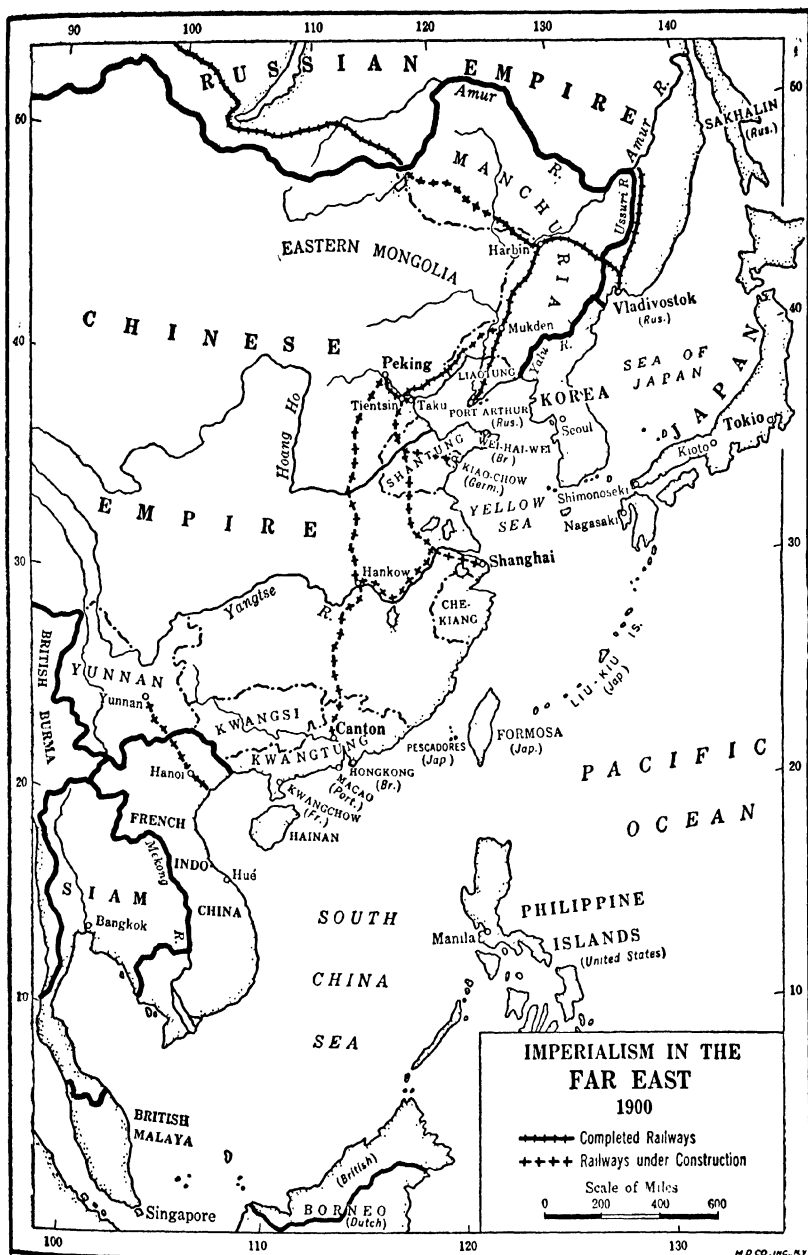 90
100
110
120
130
140
60
60
RUSSIAN EMPIRE
Amur
R.
Amur R.
SAKHALIN
(Rus.)
MANCHURIA
Ussuri R.
EASTERN MONGOLIA
Harbin
Vladivostok
(Rus.)
40
40
CHINESE
Mukden
Yalu R.
SEA OF
JAPAN
JAPAN
Peking
LIAOTUNG
Tientsin
Taku
PORT ARTHUR
(Rus.)
KOREA
Hoang Ho
Seoul
Tokio
Kioto
WEI-HAI-WEI
(Br)
SHANTUNG
KIAO-CHOW
(Germ.)
EMPIRE
YELLOW
SEA
Shimonoseki
Nagasaki
30
30
Shanghai
Hankow
Yangtse
R.
CHE-
KIANG
LIU-KIU IS.
(Jap)
BRITISH
BURMA
YUNNAN
Yunnan
KWANGSI
Canton
KWANGTUNG
PESCADORES
(Jap)
FORMOSA
(Jap.)
PACIFIC
OCEAN
20
20
Hanoi
HONGKONG
(Br.)
MACAO
(Port.)
KWANGCHOW
(Fr.)
HAINAN
FRENCH
INDO-
CHINA
Mekong
R.
Hué
SIAM
Bangkok
SOUTH
CHINA
SEA
Manila
PHILIPPINE
ISLANDS
(United States)
10
10
IMPERIALISM IN THE
FAR EAST
1900
Completed Railways
Railways under Construction
Scale of Miles
0 200 400 600
BRITISH
MALAYA
Singapore
(British)
BORNEO
(Dutch)
100
110
120
130